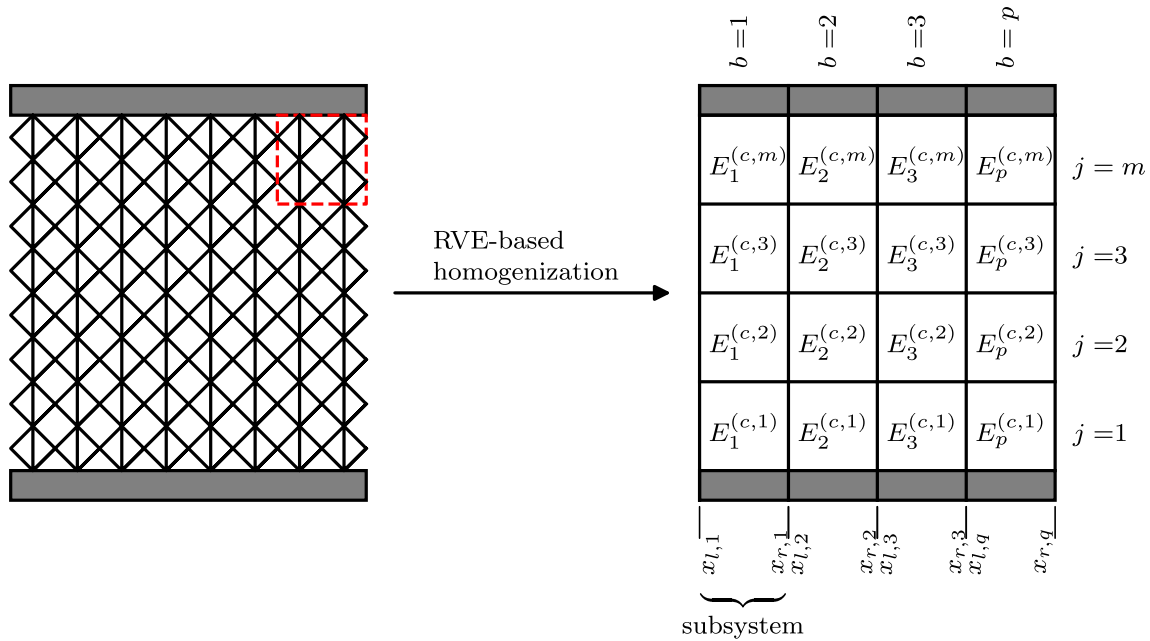 b =1 b =2 b =3 b = p
E_1^{(c,m)} E_2^{(c,m)} E_3^{(c,m)} E_p^{(c,m)} j = m
RVE-based
homogenization
E_1^{(c,3)} E_2^{(c,3)} E_3^{(c,3)} E_p^{(c,3)} j =3
E_1^{(c,2)} E_2^{(c,2)} E_3^{(c,2)} E_p^{(c,2)} j =2
E_1^{(c,1)} E_2^{(c,1)} E_3^{(c,1)} E_p^{(c,1)} j =1
x_{l,1} x_{r,1} x_{l,2} x_{r,2} x_{l,3} x_{r,3} x_{l,q} x_{r,q}
subsystem